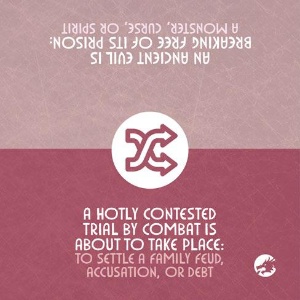 AN ANCIENT EVIL IS
BREAKING FREE OF ITS PRISON:
A MONSTER, CURSE, OR SPIRIT
A HOTLY CONTESTED
TRIAL BY COMBAT IS
ABOUT TO TAKE PLACE:
TO SETTLE A FAMILY FEUD,
ACCUSATION, OR DEBT